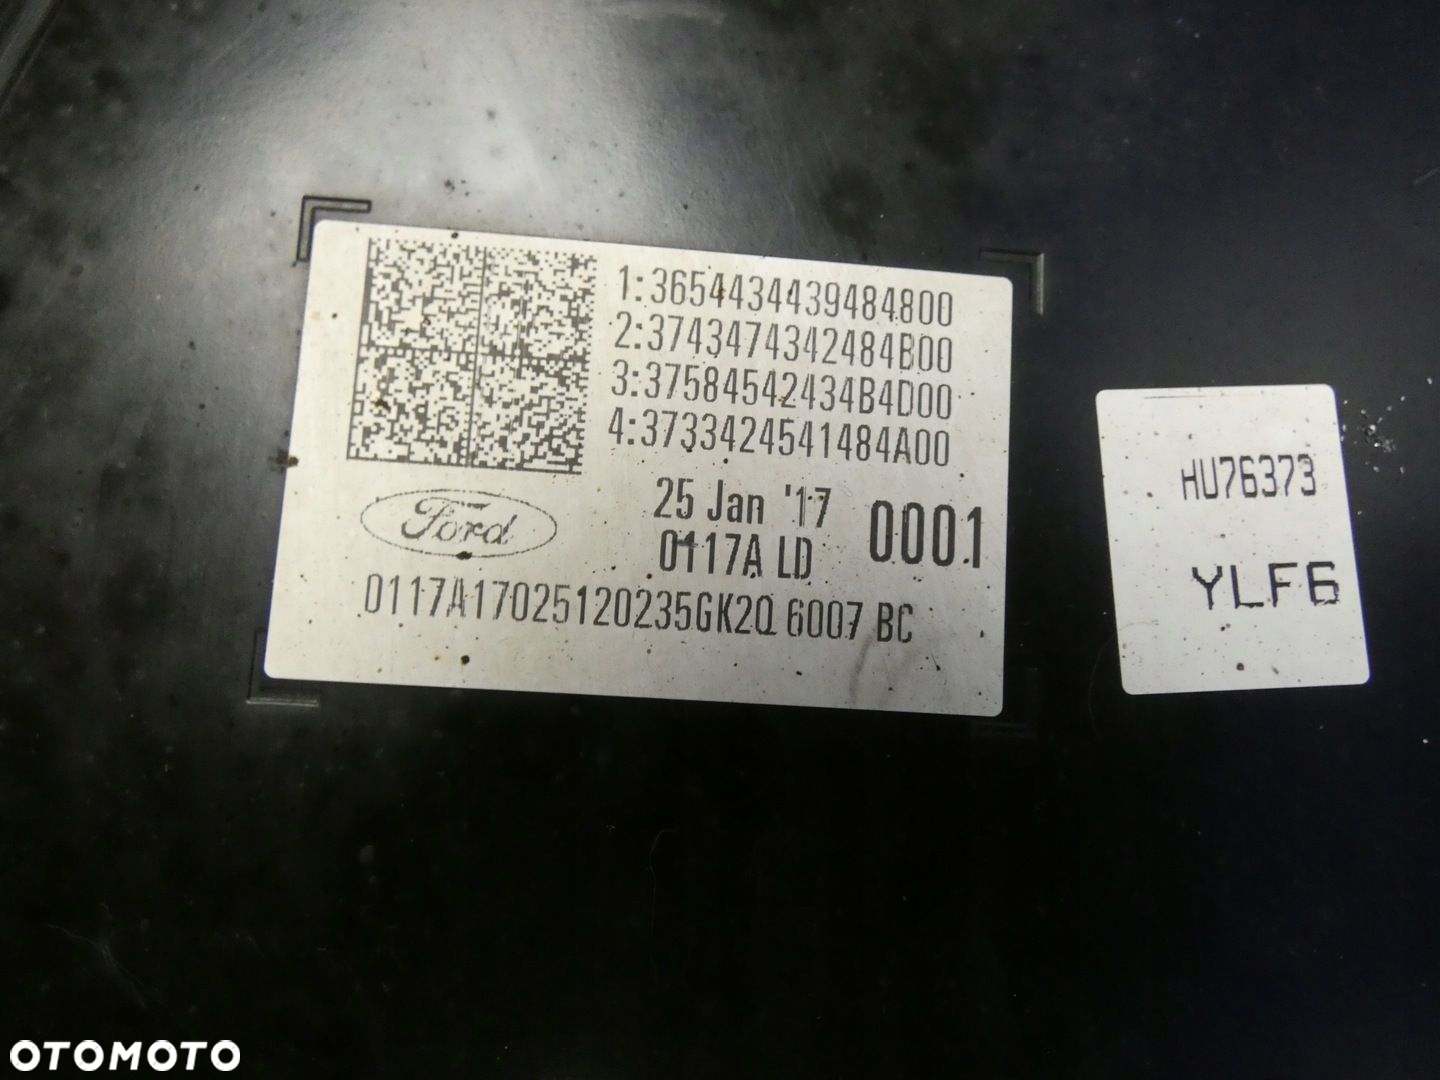 1:3654434439484800
2:3743474342484B00
3:37584542434B4D00
4:3733424541484A00
25 Jan '17
0001
0117A LD
Ford
0117A17025120235GK2Q 6007 BC
HU76373
YLF6
OTOMOTO